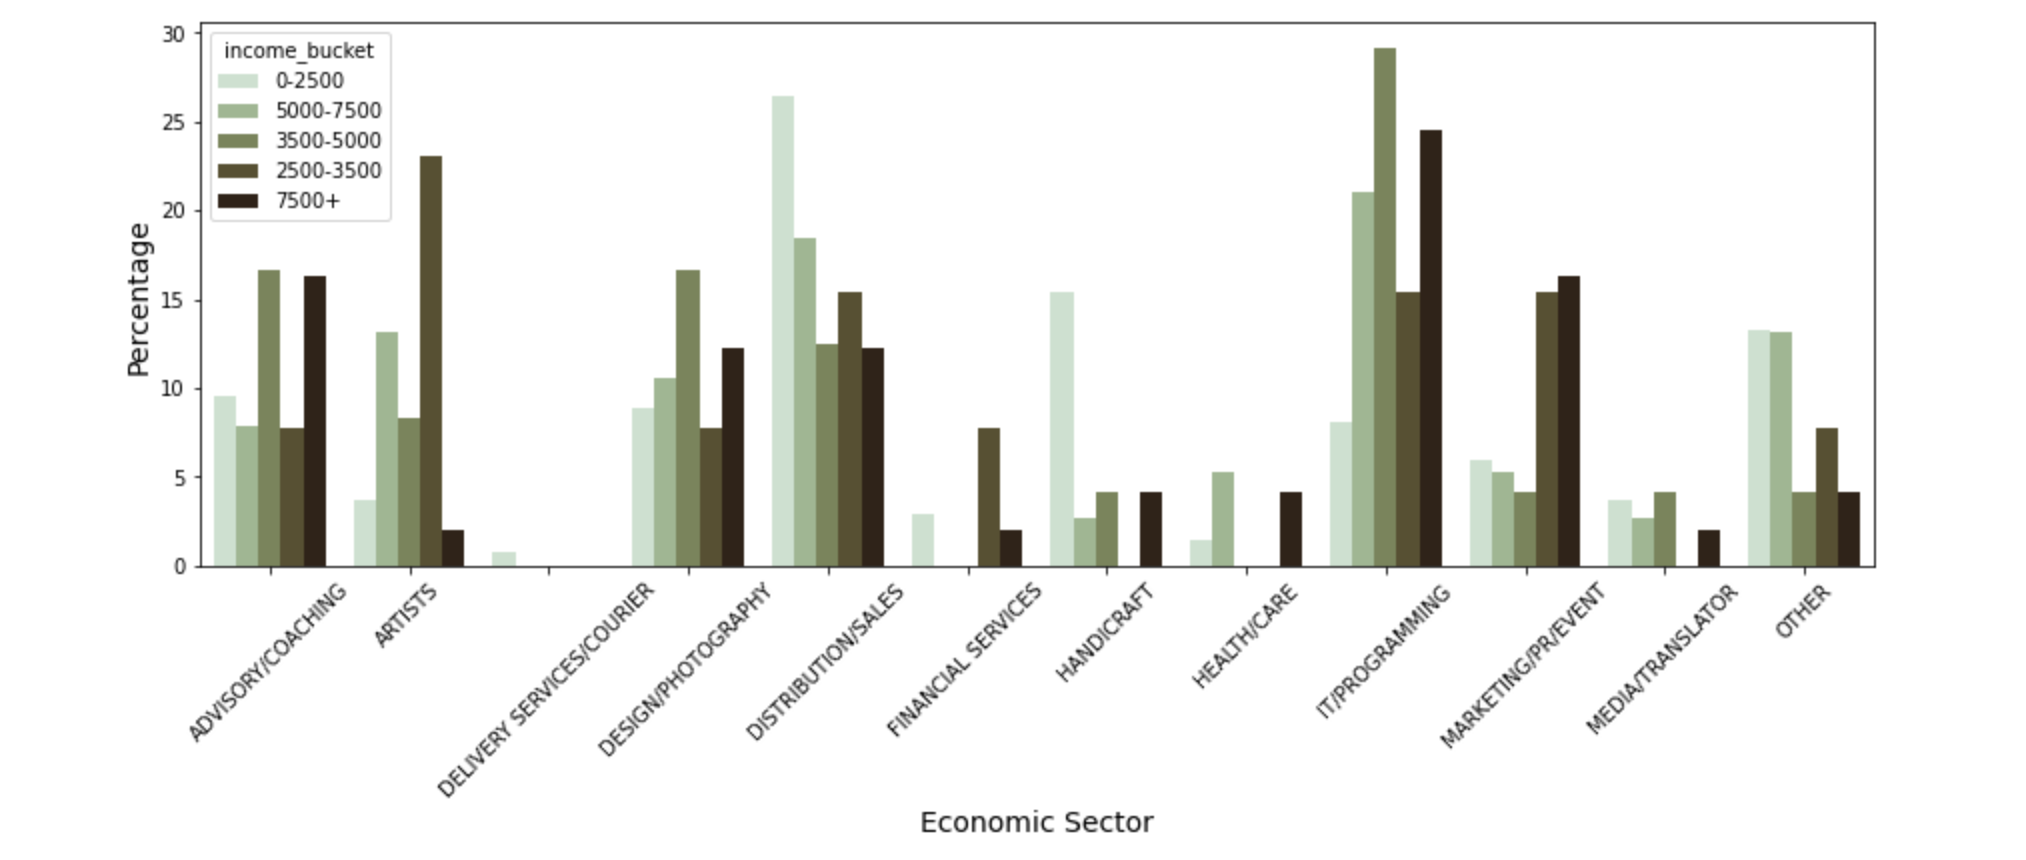 income_bucket
0-2500
5000-7500
3500-5000
2500-3500
7500+
Percentage
30
25
20
15
10
5
0
ADVISORY/COACHING
ARTISTS
DELIVERY SERVICES/COURIER
DESIGN/PHOTOGRAPHY
DISTRIBUTION/SALES
FINANCIAL SERVICES
HANDICRAFT
HEALTH/CARE
IT/PROGRAMMING
MARKETING/PR/EVENT
MEDIA/TRANSLATOR
OTHER
Economic Sector